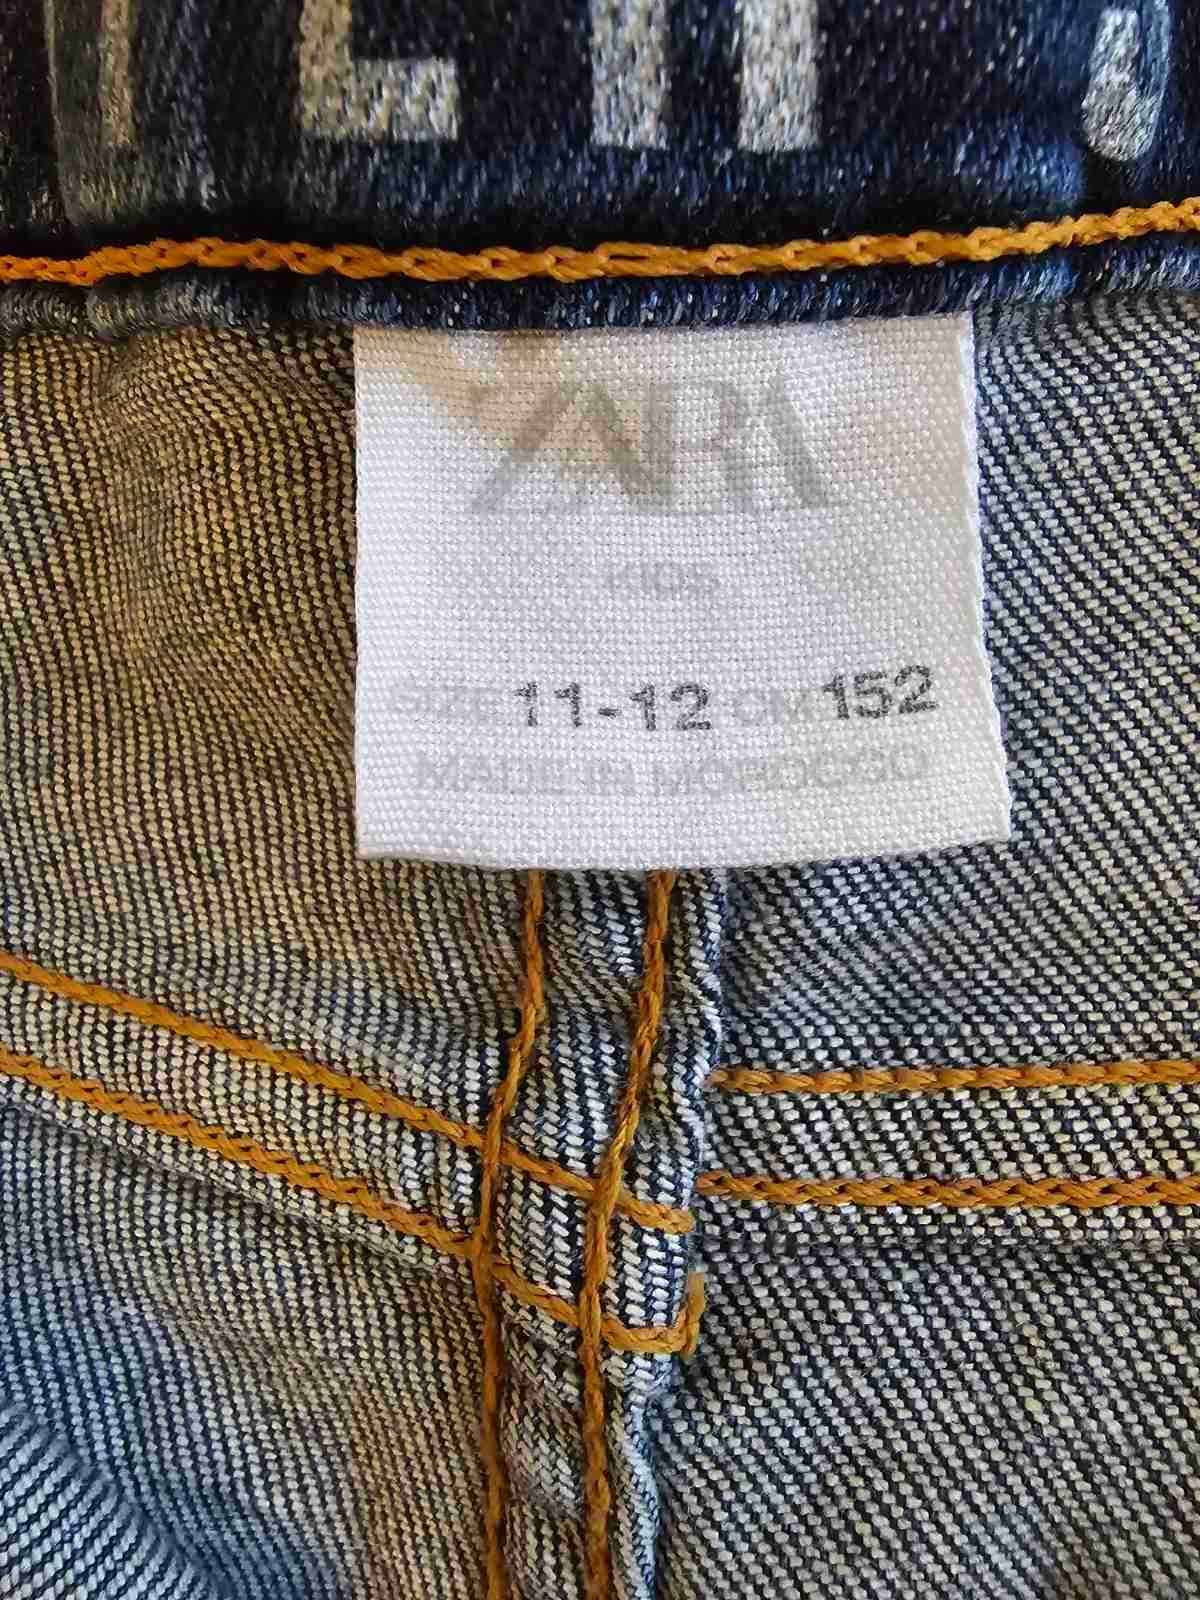 ZARA
KIDS
SIZE 11-12 CM 152
MADE IN MOROCCO